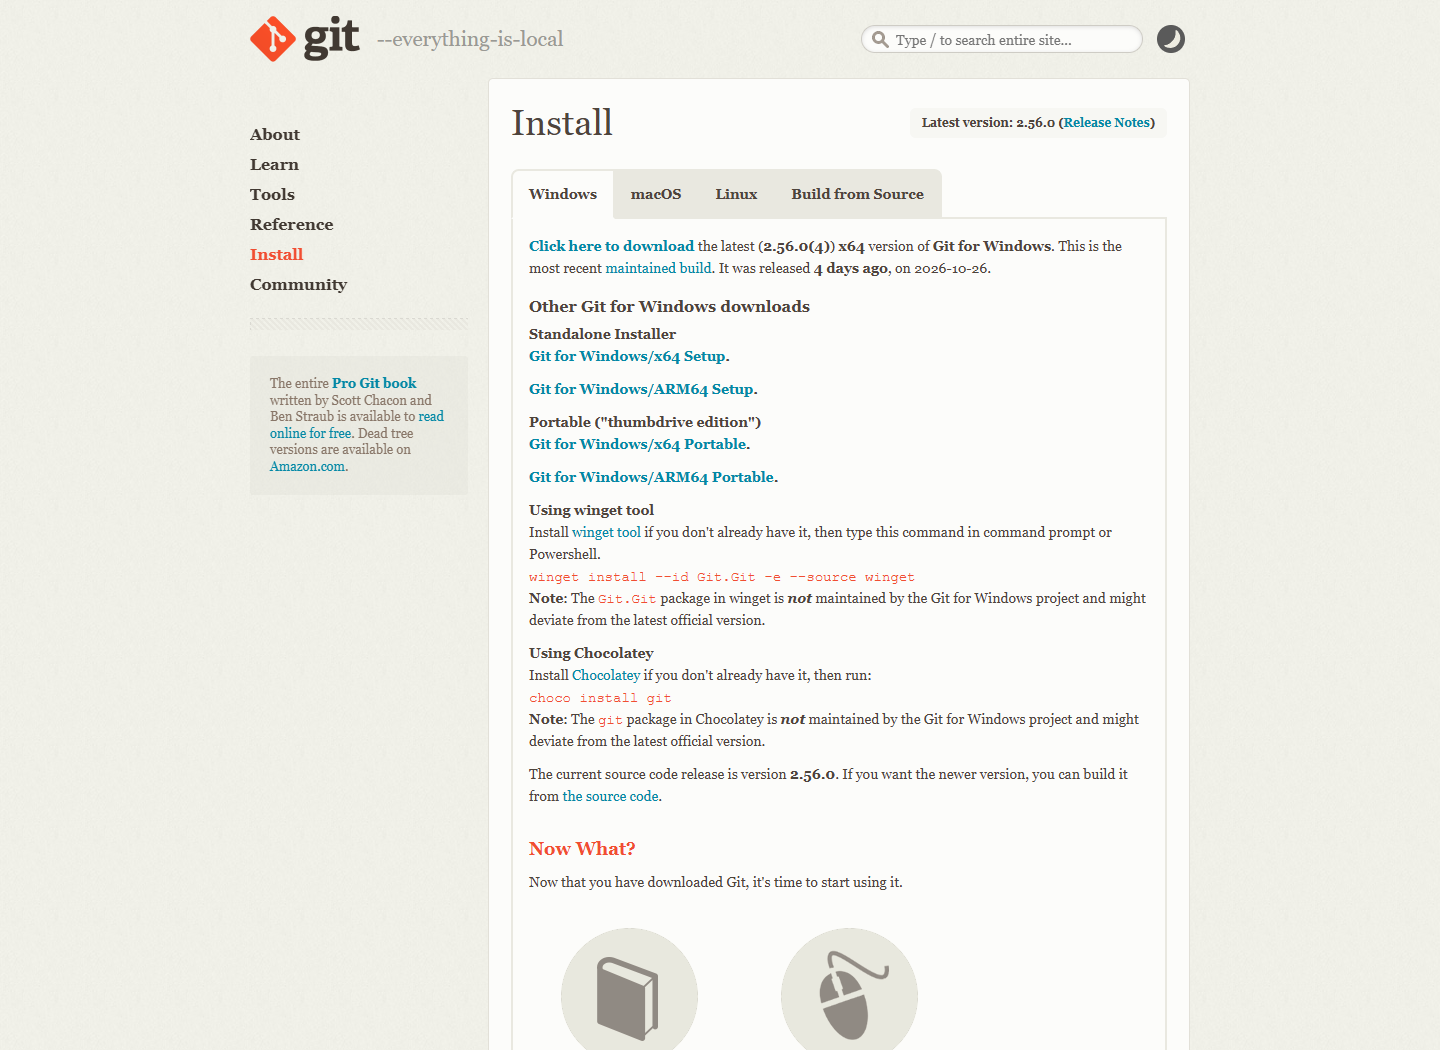 git --everything-is-local
Type / to search entire site...
About
Learn
Tools
Reference
Install
Community
The entire Pro Git book
written by Scott Chacon and
Ben Straub is available to read
online for free. Dead tree
versions are available on
Amazon.com.
Install
Latest version: 2.56.0 (Release Notes)
Windows macOS Linux Build from Source
Click here to download the latest (2.56.0(4)) x64 version of Git for Windows. This is the
most recent maintained build. It was released 4 days ago, on 2026-10-26.
Other Git for Windows downloads
Standalone Installer
Git for Windows/x64 Setup.
Git for Windows/ARM64 Setup.
Portable ("thumbdrive edition")
Git for Windows/x64 Portable.
Git for Windows/ARM64 Portable.
Using winget tool
Install winget tool if you don't already have it, then type this command in command prompt or
Powershell.
winget install --id Git.Git -e --source winget
Note: The Git.Git package in winget is not maintained by the Git for Windows project and might
deviate from the latest official version.
Using Chocolatey
Install Chocolatey if you don't already have it, then run:
choco install git
Note: The git package in Chocolatey is not maintained by the Git for Windows project and might
deviate from the latest official version.
The current source code release is version 2.56.0. If you want the newer version, you can build it
from the source code.
Now What?
Now that you have downloaded Git, it's time to start using it.